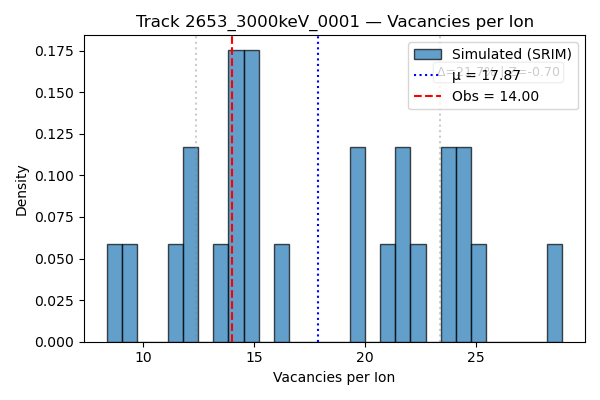 Track 2653_3000keV_0001 — Vacancies per Ion
Simulated (SRIM)
μ = 17.87
Obs = 14.00
Density
0.175
0.150
0.125
0.100
0.075
0.050
0.025
0.000
10
15
20
25
Vacancies per Ion